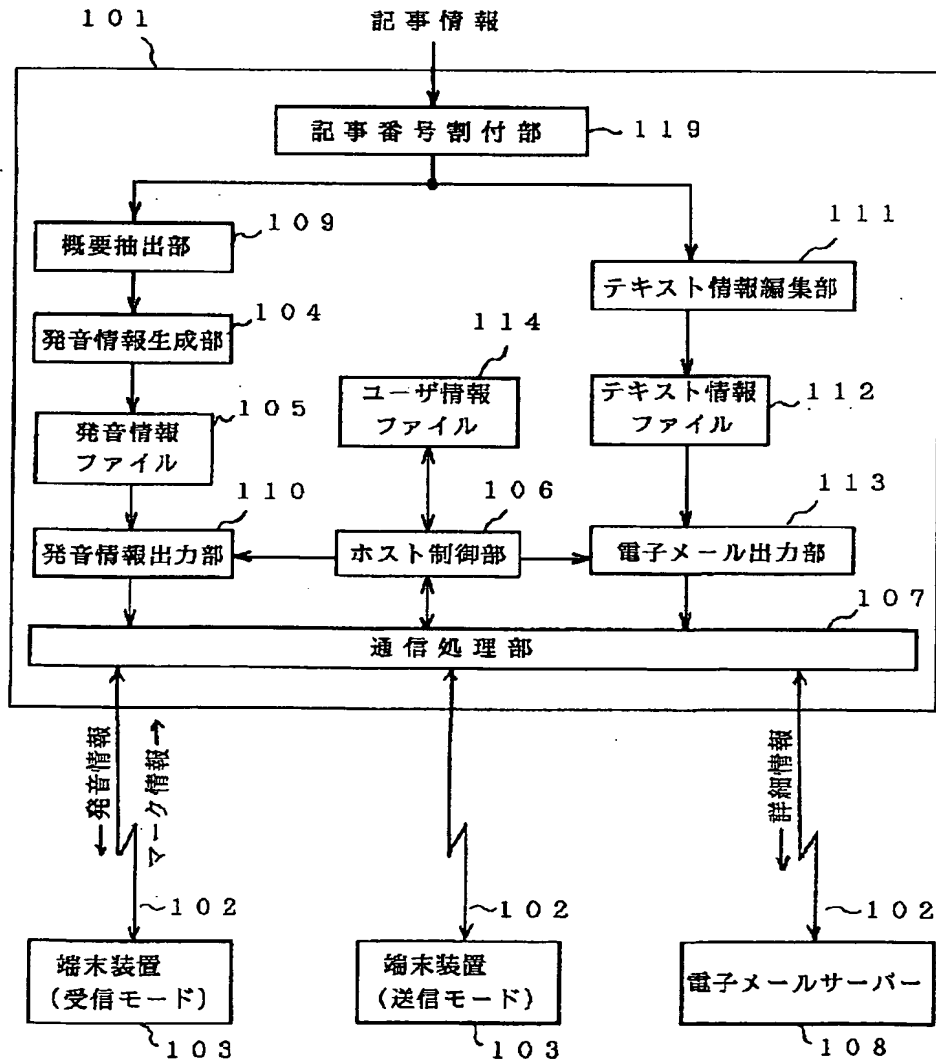 101
記事情報
記事番号割付部
119
概要抽出部
109
111
テキスト情報編集部
発音情報生成部
104
114
ユーザ情報
ファイル
テキスト情報
ファイル
112
発音情報
ファイル
105
発音情報出力部
110
ホスト制御部
106
電子メール出力部
113
107
通信処理部
←発音情報
マーク情報→
←詳細情報
102
102
102
端末装置
(受信モード)
103
端末装置
(送信モード)
103
電子メールサーバー
108